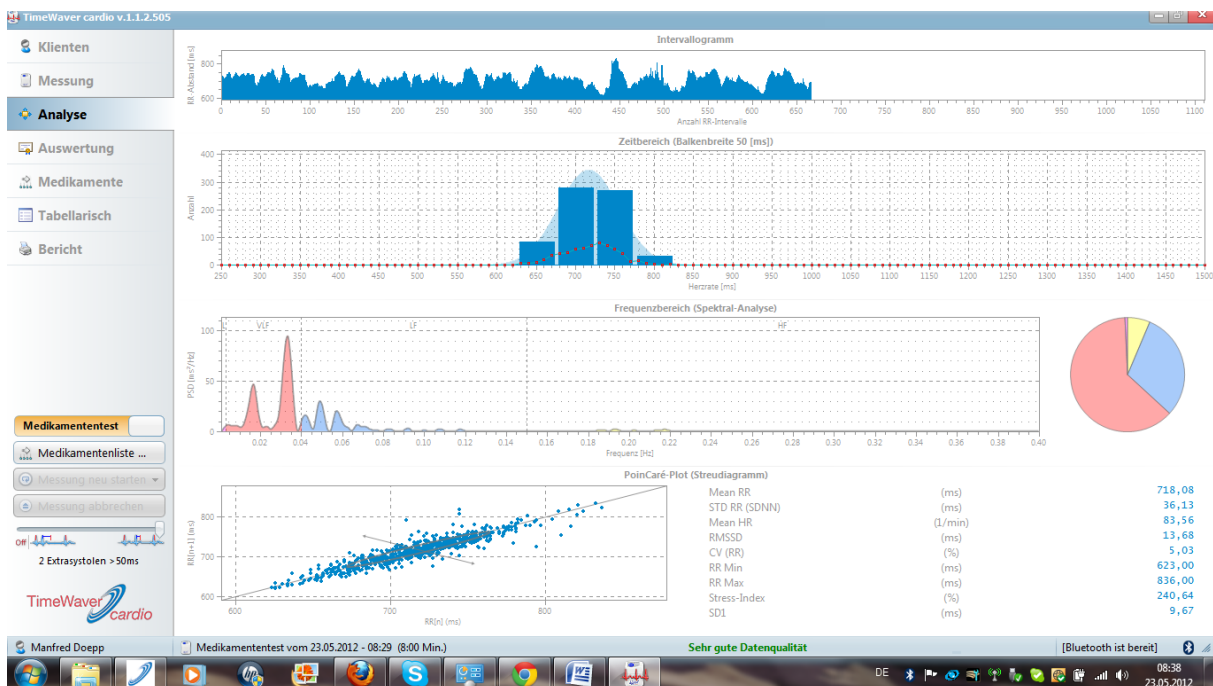 TimeWaver cardio v.1.1.2.505
Klienten
Messung
Analyse
Auswertung
Medikamente
Tabellarisch
Bericht
Medikamententest
Medikamentenliste ...
Messung neu starten
Messung abbrechen
Off
2 Extrasystolen >50ms
TimeWaver
cardio
Intervallogramm
RR-Abstand [ms]
800
600
0 50 100 150 200 250 300 350 400 450 500 550 600 650 700 750 800 850 900 950 1000 1050 1100
Anzahl RR-Intervalle
Zeitbereich (Balkenbreite 50 [ms])
Anzahl
400
300
200
100
0
250 300 350 400 450 500 550 600 650 700 750 800 850 900 950 1000 1050 1100 1150 1200 1250 1300 1350 1400 1450 1500
Herzrate [ms]
Frequenzbereich (Spektral-Analyse)
VLF LF HF
PSD [ms²/Hz]
100
50
0
0.02 0.04 0.06 0.08 0.10 0.12 0.14 0.16 0.18 0.20 0.22 0.24 0.26 0.28 0.30 0.32 0.34 0.36 0.38 0.40
Frequenz [Hz]
PoinCaré-Plot (Streudiagramm)
RR[n+1] (ms)
800
700
600
600 700 800
RR[n] (ms)
Mean RR (ms) 718,08
STD RR (SDNN) (ms) 36,13
Mean HR (1/min) 83,56
RMSSD (ms) 13,68
CV (RR) (%) 5,03
RR Min (ms) 623,00
RR Max (ms) 836,00
Stress-Index (%) 240,64
SD1 (ms) 9,67
Manfred Doepp Medikamententest vom 23.05.2012 - 08:29 (8:00 Min.) Sehr gute Datenqualität [Bluetooth ist bereit]
DE 08:38
23.05.2012